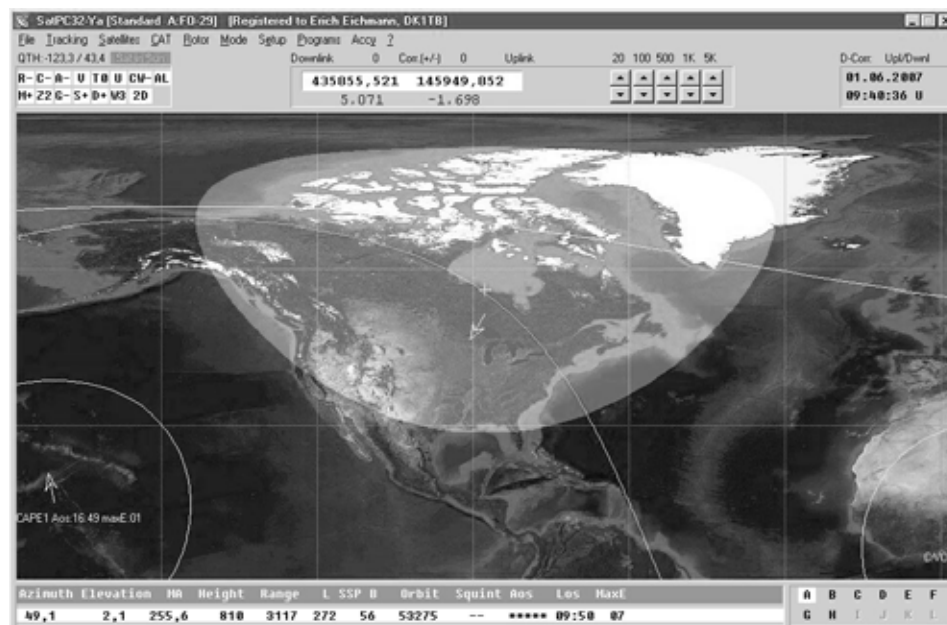 SatPC32-Ya [Standard A:FO-29] [Registered to Erich Eichmann, DK1TB]
File Tracking Satellites CAT Rotor Mode Setup Programs Accy ?
QTH:-123,3 / 43,4
Downlink 0 Corr.(+/-) 0 Uplink 20 100 500 1K 5K D-Corr: Upl/Dwnl
R- C- A- V T0 U CW- AL
435855,521 145949,852
01.06.2007
M+ Z2 G- S+ D+ W3 2D
5.071 -1.698
09:40:36 U
CAPE1 Aos:16:49 maxE:01
Azimuth Elevation MA Height Range L SSP B Orbit Squint Aos Los MaxE
49,1 2,1 255,6 810 3117 272 56 53275 -- ***** 09:50 07
A B C D E F
G H I J K L